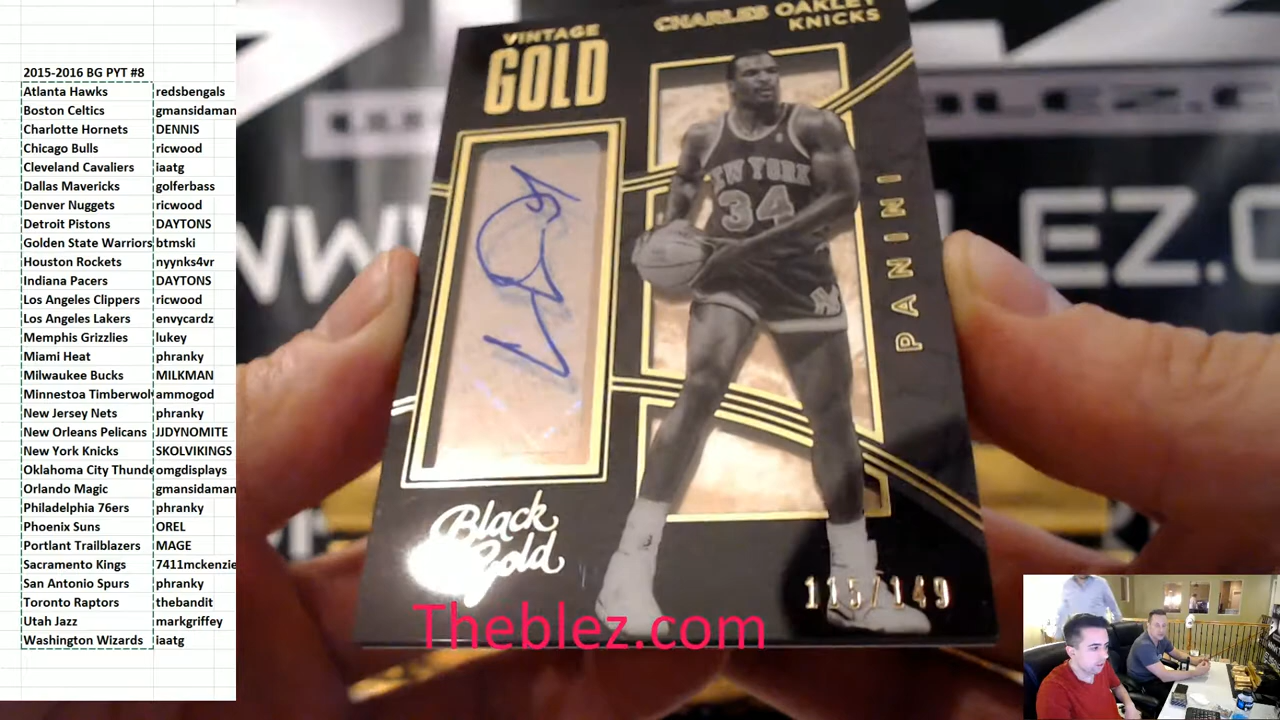 2015-2016 BG PYT #8
Atlanta Hawks redsbengals
Boston Celtics gmansidaman
Charlotte Hornets DENNIS
Chicago Bulls ricwood
Cleveland Cavaliers iaatg
Dallas Mavericks golferbass
Denver Nuggets ricwood
Detroit Pistons DAYTONS
Golden State Warriors btmski
Houston Rockets nyynks4vr
Indiana Pacers DAYTONS
Los Angeles Clippers ricwood
Los Angeles Lakers envycardz
Memphis Grizzlies lukey
Miami Heat phranky
Milwaukee Bucks MILKMAN
Minnestoa Timberwol ammogod
New Jersey Nets phranky
New Orleans Pelicans JJDYNOMITE
New York Knicks SKOLVIKINGS
Oklahoma City Thunde omgdisplays
Orlando Magic gmansidaman
Philadelphia 76ers phranky
Phoenix Suns OREL
Portlant Trailblazers MAGE
Sacramento Kings 7411mckenzie
San Antonio Spurs phranky
Toronto Raptors thebandit
Utah Jazz markgriffey
Washington Wizards iaatg
VINTAGE
GOLD
CHARLES OAKLEY
KNICKS
NEW YORK
34
NY
PANINI
Black
Gold
115/149
Theblez.com